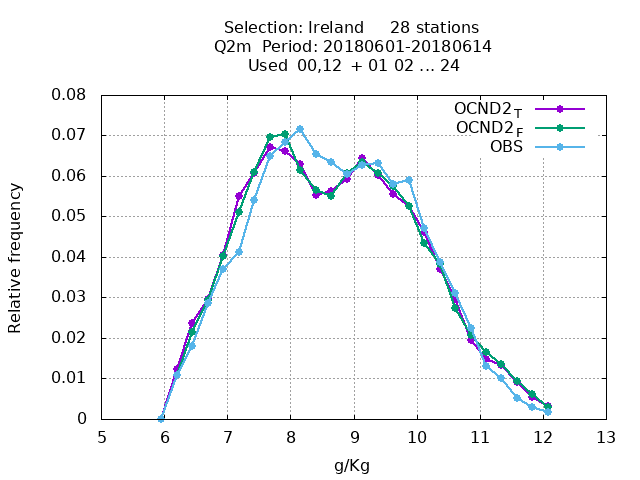 Selection: Ireland 28 stations
Q2m Period: 20180601-20180614
Used 00,12 + 01 02 ... 24
OCND2_T
OCND2_F
OBS
0.08
0.07
0.06
0.05
0.04
0.03
0.02
0.01
0
Relative frequency
5 6 7 8 9 10 11 12 13
g/Kg